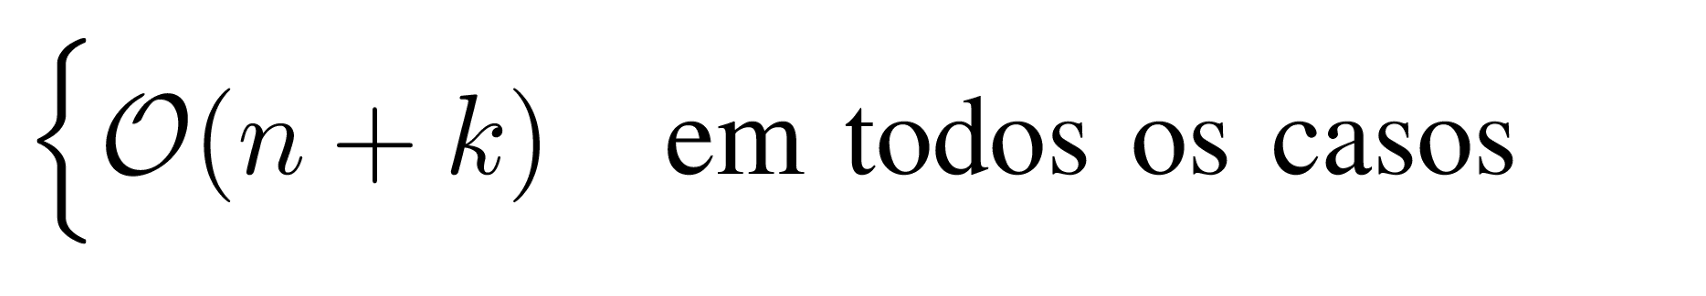 {𝒪(n + k) em todos os casos